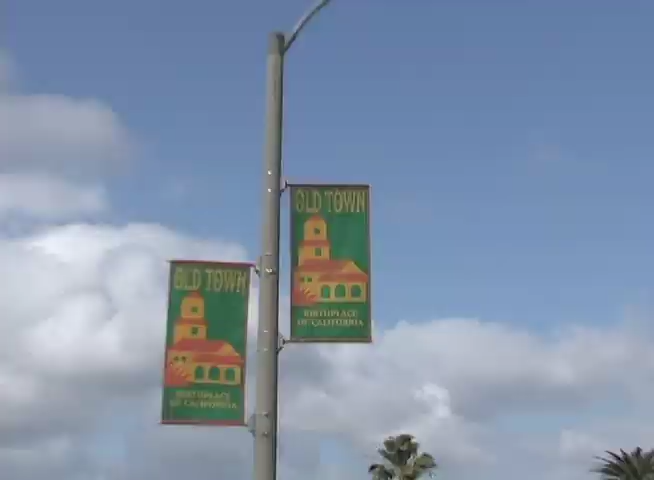 OLD TOWN
BIRTHPLACE
OF CALIFORNIA
OLD TOWN
BIRTHPLACE
OF CALIFORNIA